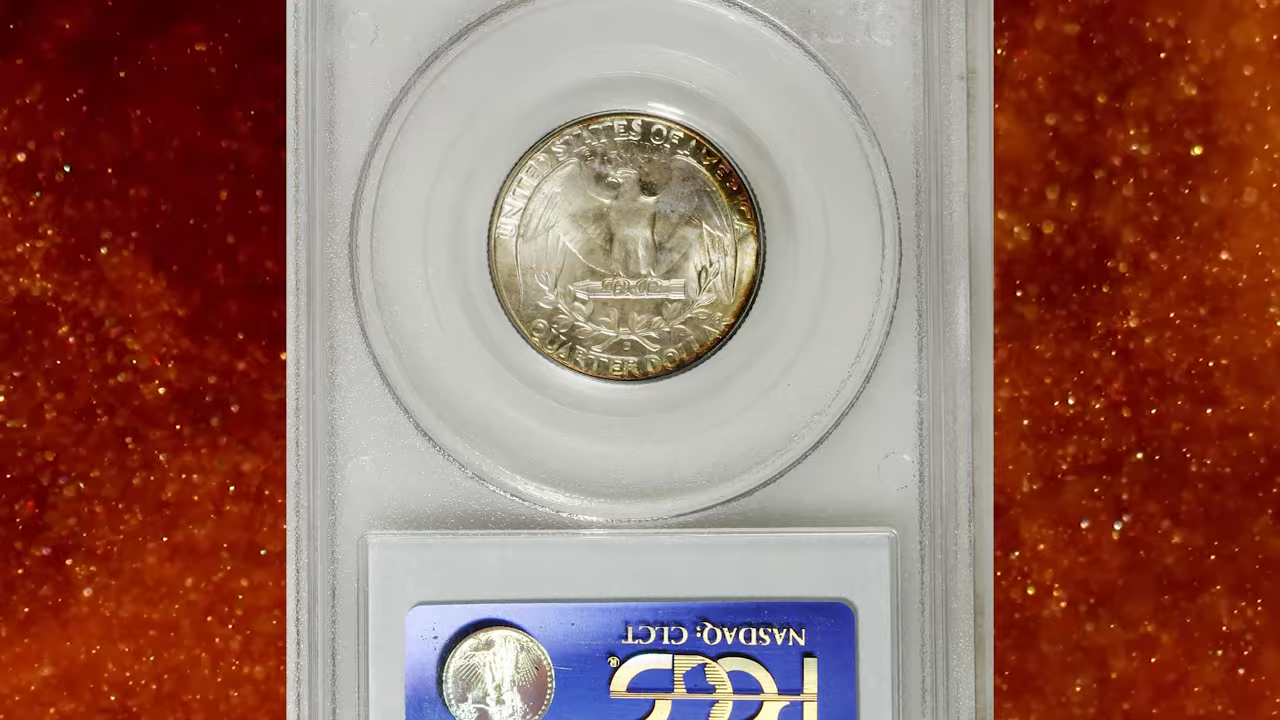 UNITED STATES OF AMERICA
QUARTER DOLLAR
NASDAQ: CLCT
PCGS®